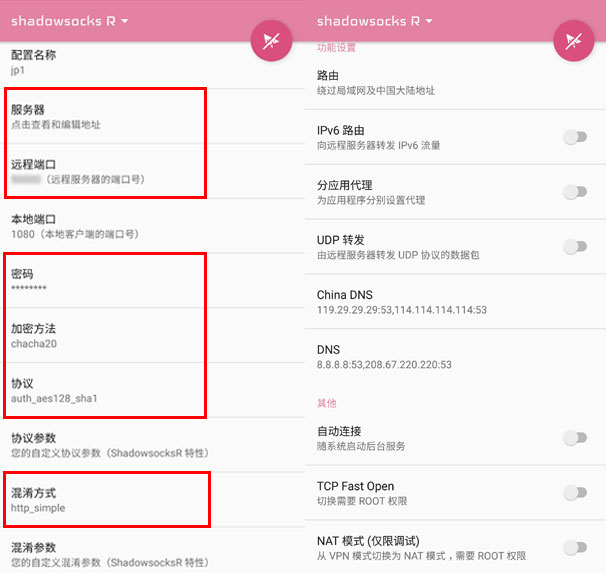 shadowsocks R
配置名称
jp1
服务器
点击查看和编辑地址
远程端口
（远程服务器的端口号）
本地端口
1080（本地客户端的端口号）
密码
********
加密方法
chacha20
协议
auth_aes128_sha1
协议参数
您的自定义协议参数（ShadowsocksR 特性）
混淆方式
http_simple
混淆参数
您的自定义混淆参数（ShadowsocksR 特性）
shadowsocks R
功能设置
路由
绕过局域网及中国大陆地址
IPv6 路由
向远程服务器转发 IPv6 流量
分应用代理
为应用程序分别设置代理
UDP 转发
由远程服务器转发 UDP 协议的数据包
China DNS
119.29.29.29:53,114.114.114.114:53
DNS
8.8.8.8:53,208.67.220.220:53
其他
自动连接
随系统启动后台服务
TCP Fast Open
切换需要 ROOT 权限
NAT 模式 (仅限调试)
从 VPN 模式切换为 NAT 模式，需要 ROOT 权限